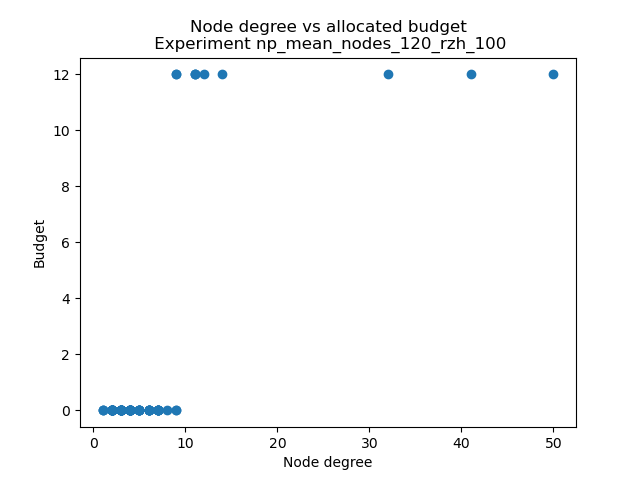 Node degree vs allocated budget
Experiment np_mean_nodes_120_rzh_100
12
10
8
6
4
2
0
Budget
0 10 20 30 40 50
Node degree